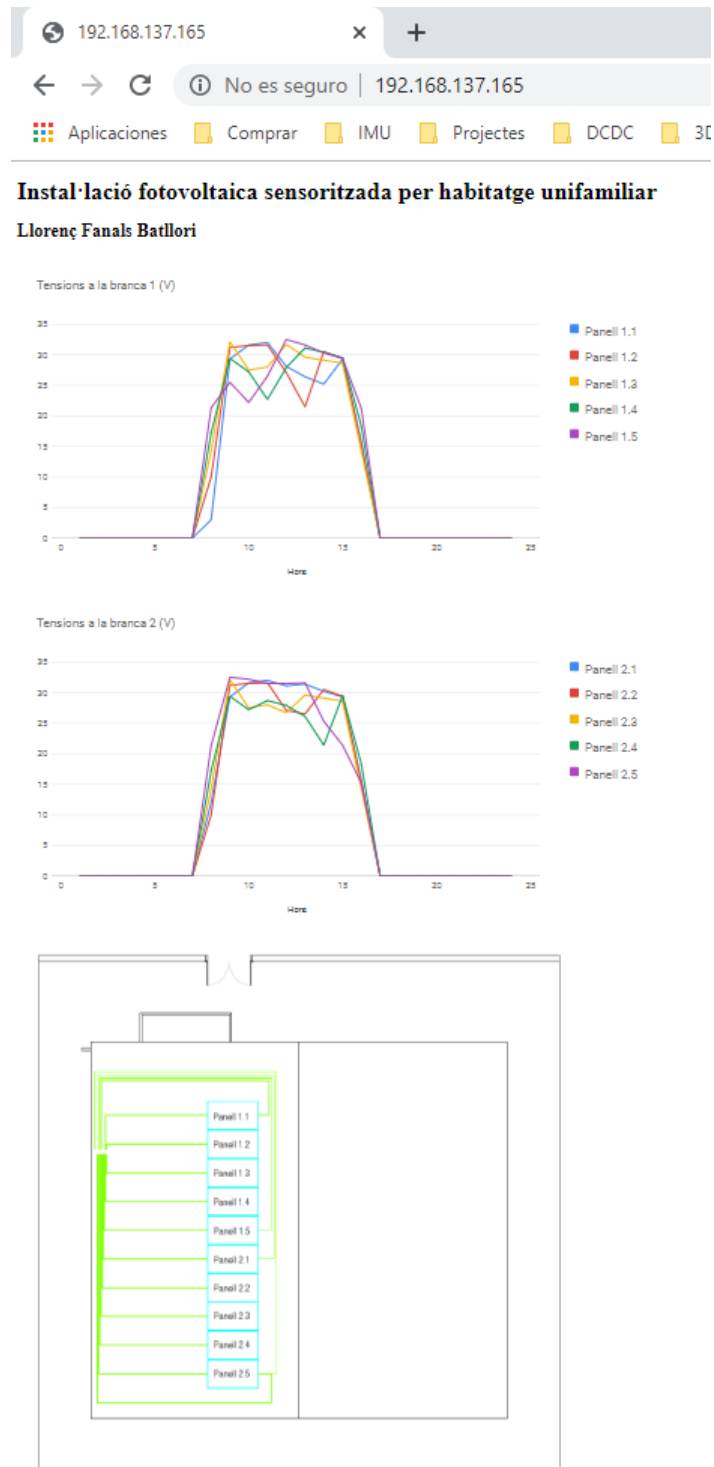 192.168.137.165
No es seguro | 192.168.137.165
Aplicaciones Comprar IMU Projectes DCDC 3D
Instal·lació fotovoltaica sensoritzada per habitatge unifamiliar
Llorenç Fanals Batllori
Tensions a la branca 1 (V)
35
30
25
20
15
10
5
0
0 5 10 15 20 25
Hora
Panell 1.1
Panell 1.2
Panell 1.3
Panell 1.4
Panell 1.5
Tensions a la branca 2 (V)
35
30
25
20
15
10
5
0
0 5 10 15 20 25
Hora
Panell 2.1
Panell 2.2
Panell 2.3
Panell 2.4
Panell 2.5
Panell 1.1
Panell 1.2
Panell 1.3
Panell 1.4
Panell 1.5
Panell 2.1
Panell 2.2
Panell 2.3
Panell 2.4
Panell 2.5